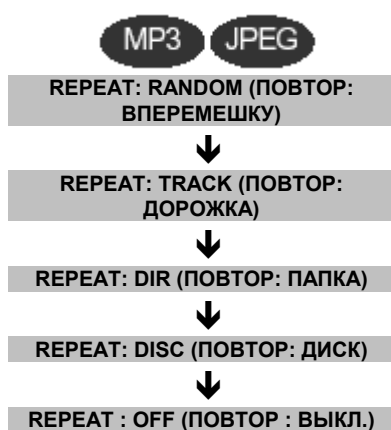 MP3 JPEG
REPEAT: RANDOM (ПОВТОР:
ВПЕРЕМЕШКУ)
REPEAT: TRACK (ПОВТОР:
ДОРОЖКА)
REPEAT: DIR (ПОВТОР: ПАПКА)
REPEAT: DISC (ПОВТОР: ДИСК)
REPEAT : OFF (ПОВТОР : ВЫКЛ.)